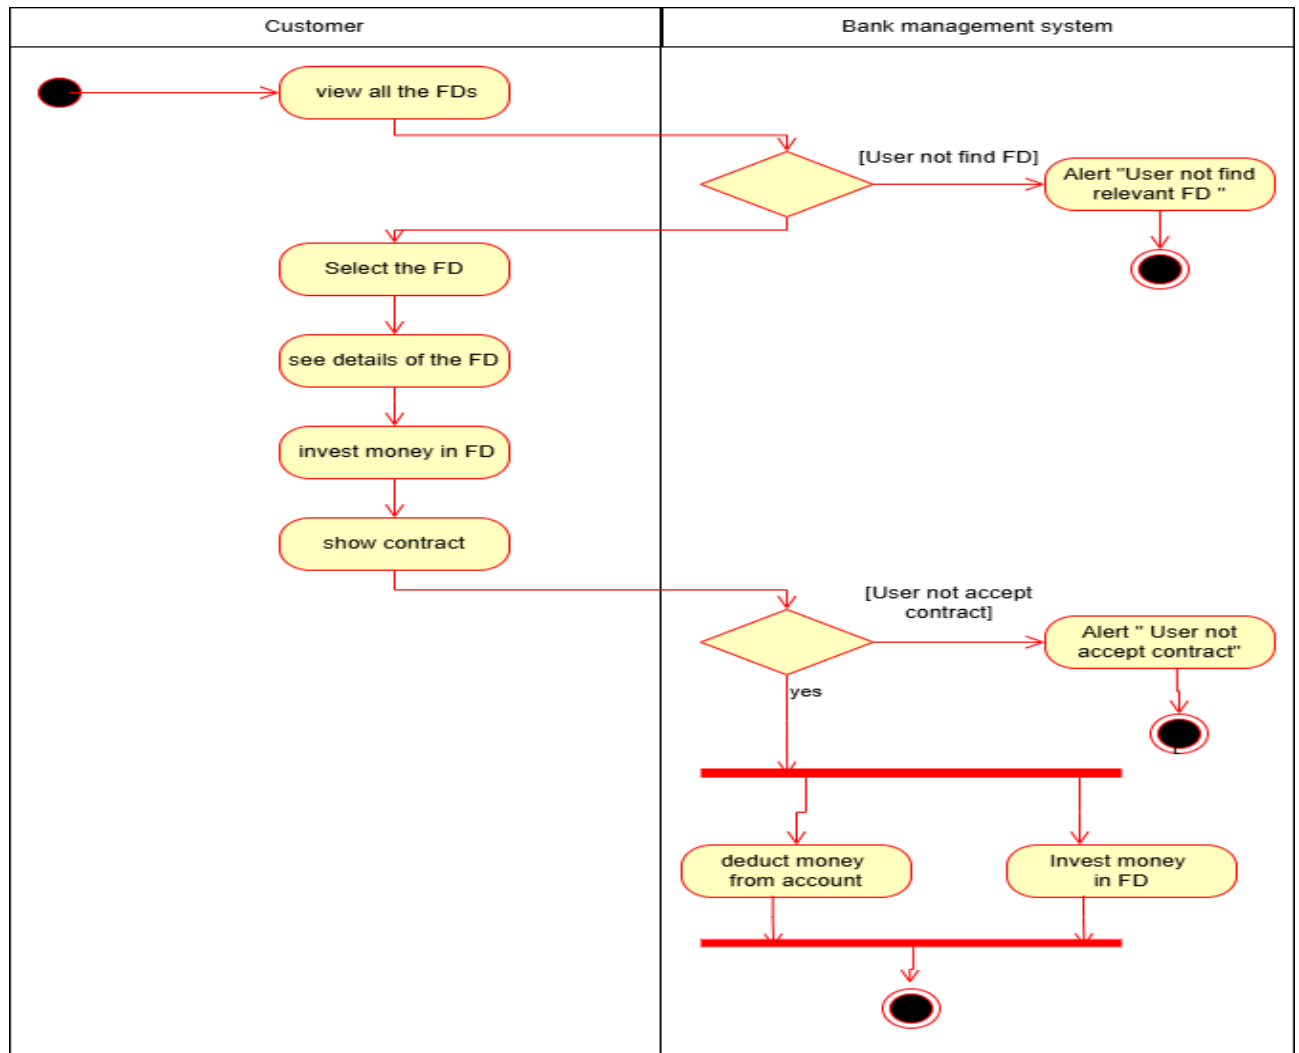 Customer
Bank management system
view all the FDs
[User not find FD]
Alert "User not find
relevant FD "
Select the FD
see details of the FD
invest money in FD
show contract
[User not accept
contract]
Alert " User not
accept contract"
yes
deduct money
from account
Invest money
in FD